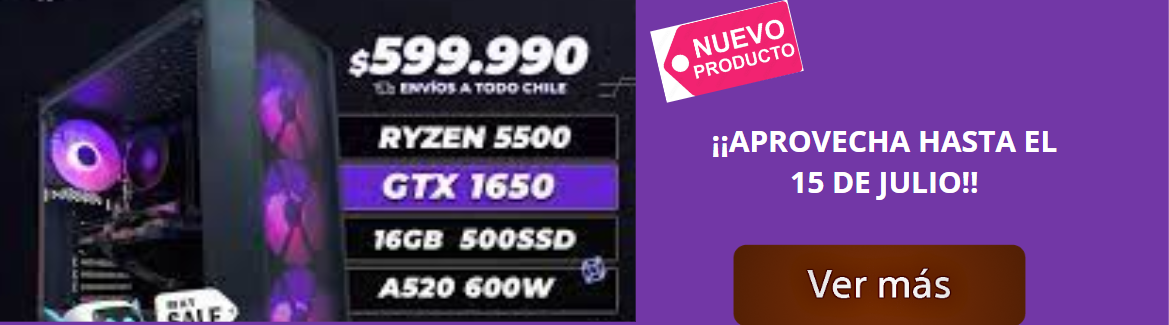 $599.990
ENVÍOS A TODO CHILE
RYZEN 5500
GTX 1650
16GB 500SSD
A520 600W
SALE
NUEVO
PRODUCTO
¡¡APROVECHA HASTA EL
15 DE JULIO!!
Ver más